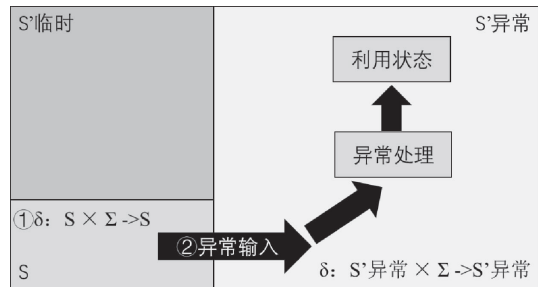 S’临时
S’异常
利用状态
异常处理
①δ：S × Σ ->S
②异常输入
S
δ：S’异常 × Σ ->S’异常